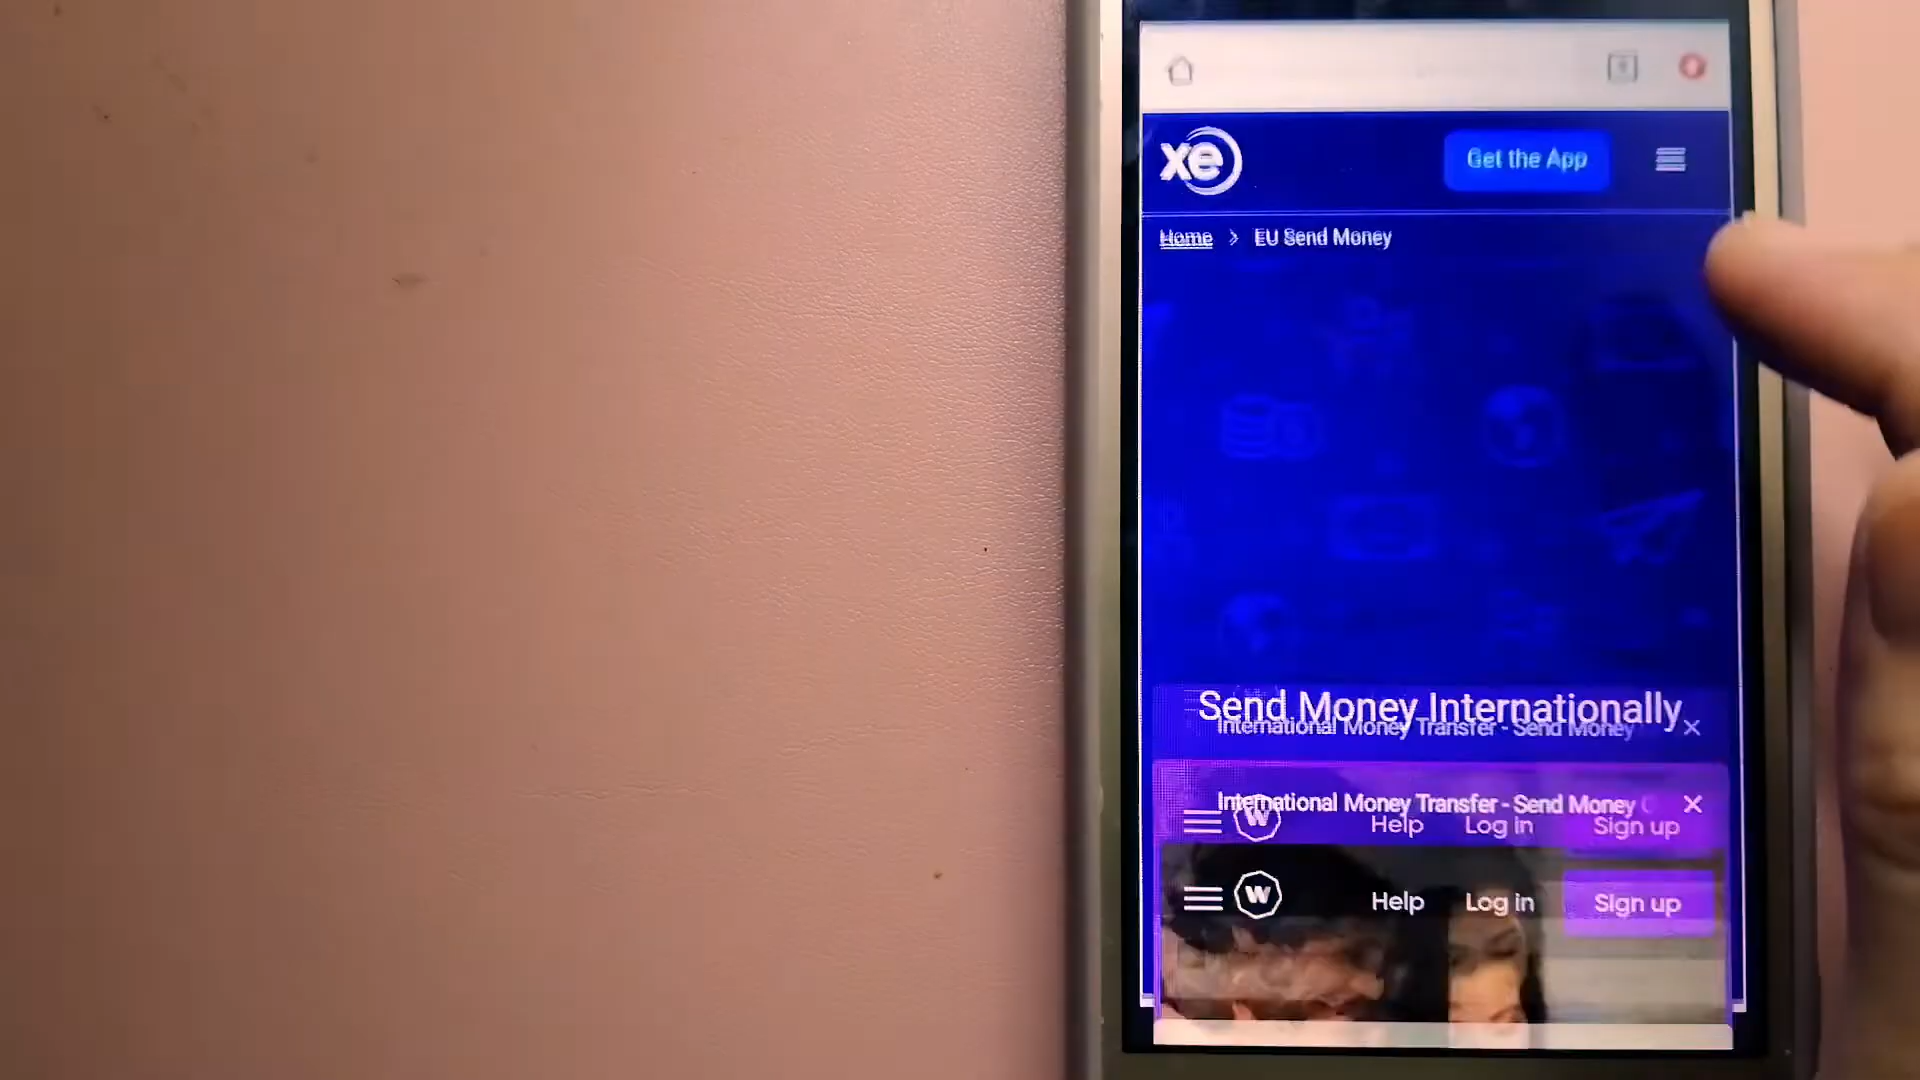 xe
Get the App
Home > EU Send Money
Send Money Internationally
International Money Transfer - Send Money
International Money Transfer - Send Money
W Help Log in Sign up
W Help Log in Sign up